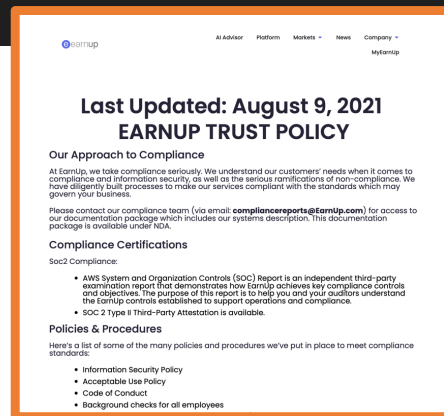 earnup
AI Advisor Platform Markets News Company
MyEarnUp
Last Updated: August 9, 2021
EARNUP TRUST POLICY
Our Approach to Compliance
At EarnUp, we take compliance seriously. We understand our customers' needs when it comes to
compliance and information security, as well as the serious ramifications of non-compliance. We
have diligently built processes to make our services compliant with the standards which may
govern your business.
Please contact our compliance team (via email: compliancereports@EarnUp.com) for access to
our documentation package which includes our systems description. This documentation
package is available under NDA.
Compliance Certifications
Soc2 Compliance:
• AWS System and Organization Controls (SOC) Report is an independent third-party
examination report that demonstrates how EarnUp achieves key compliance controls
and objectives. The purpose of this report is to help you and your auditors understand
the EarnUp controls established to support operations and compliance.
• SOC 2 Type II Third-Party Attestation is available.
Policies & Procedures
Here's a list of some of the many policies and procedures we've put in place to meet compliance
standards:
• Information Security Policy
• Acceptable Use Policy
• Code of Conduct
• Background checks for all employees